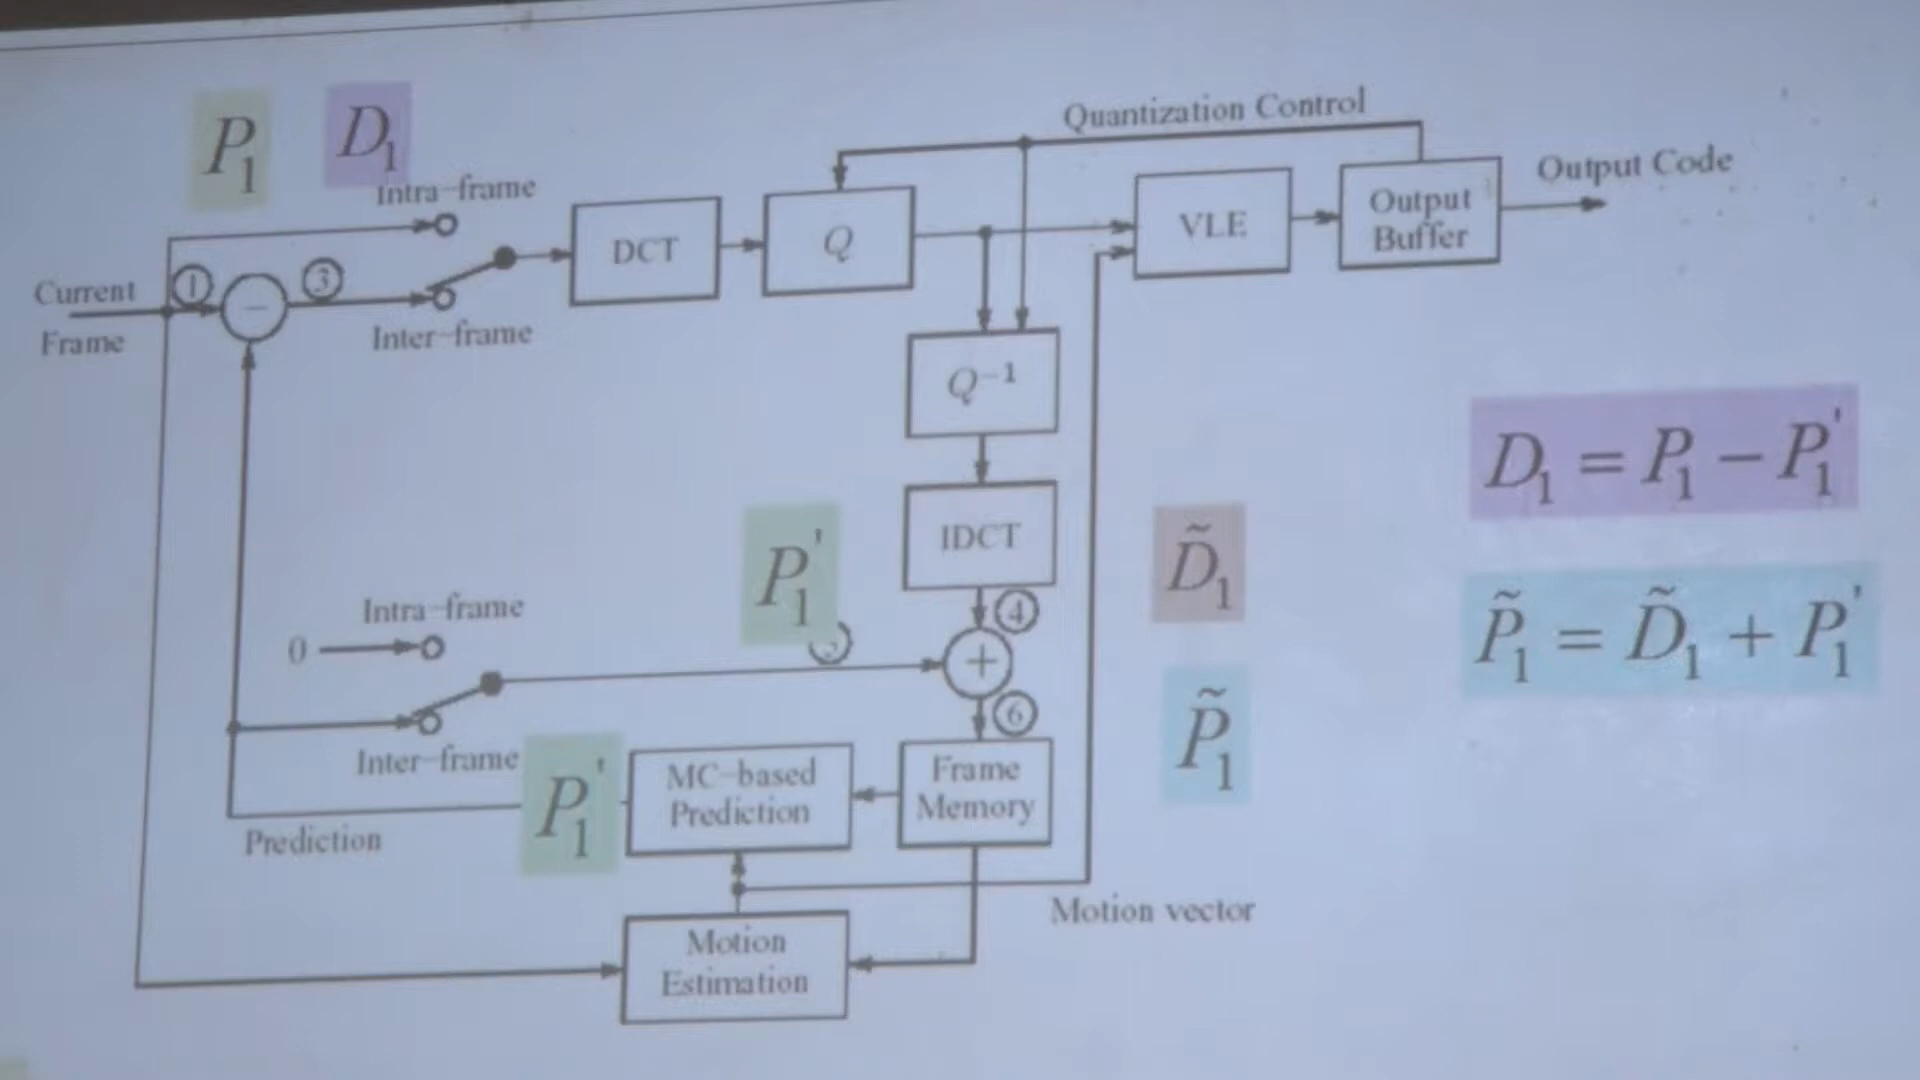 P₁ D₁
Quantization Control
Intra-frame
Output Code
DCT
Q
VLE
Output
Buffer
Current
Frame
①
−
③
Inter-frame
Q⁻¹
D₁ = P₁ − P₁'
IDCT
D̃₁
P₁'
P̃₁ = D̃₁ + P₁'
④
Intra-frame
0
+
⑥
P̃₁
Inter-frame
P₁'
MC-based
Prediction
Frame
Memory
Prediction
Motion vector
Motion
Estimation